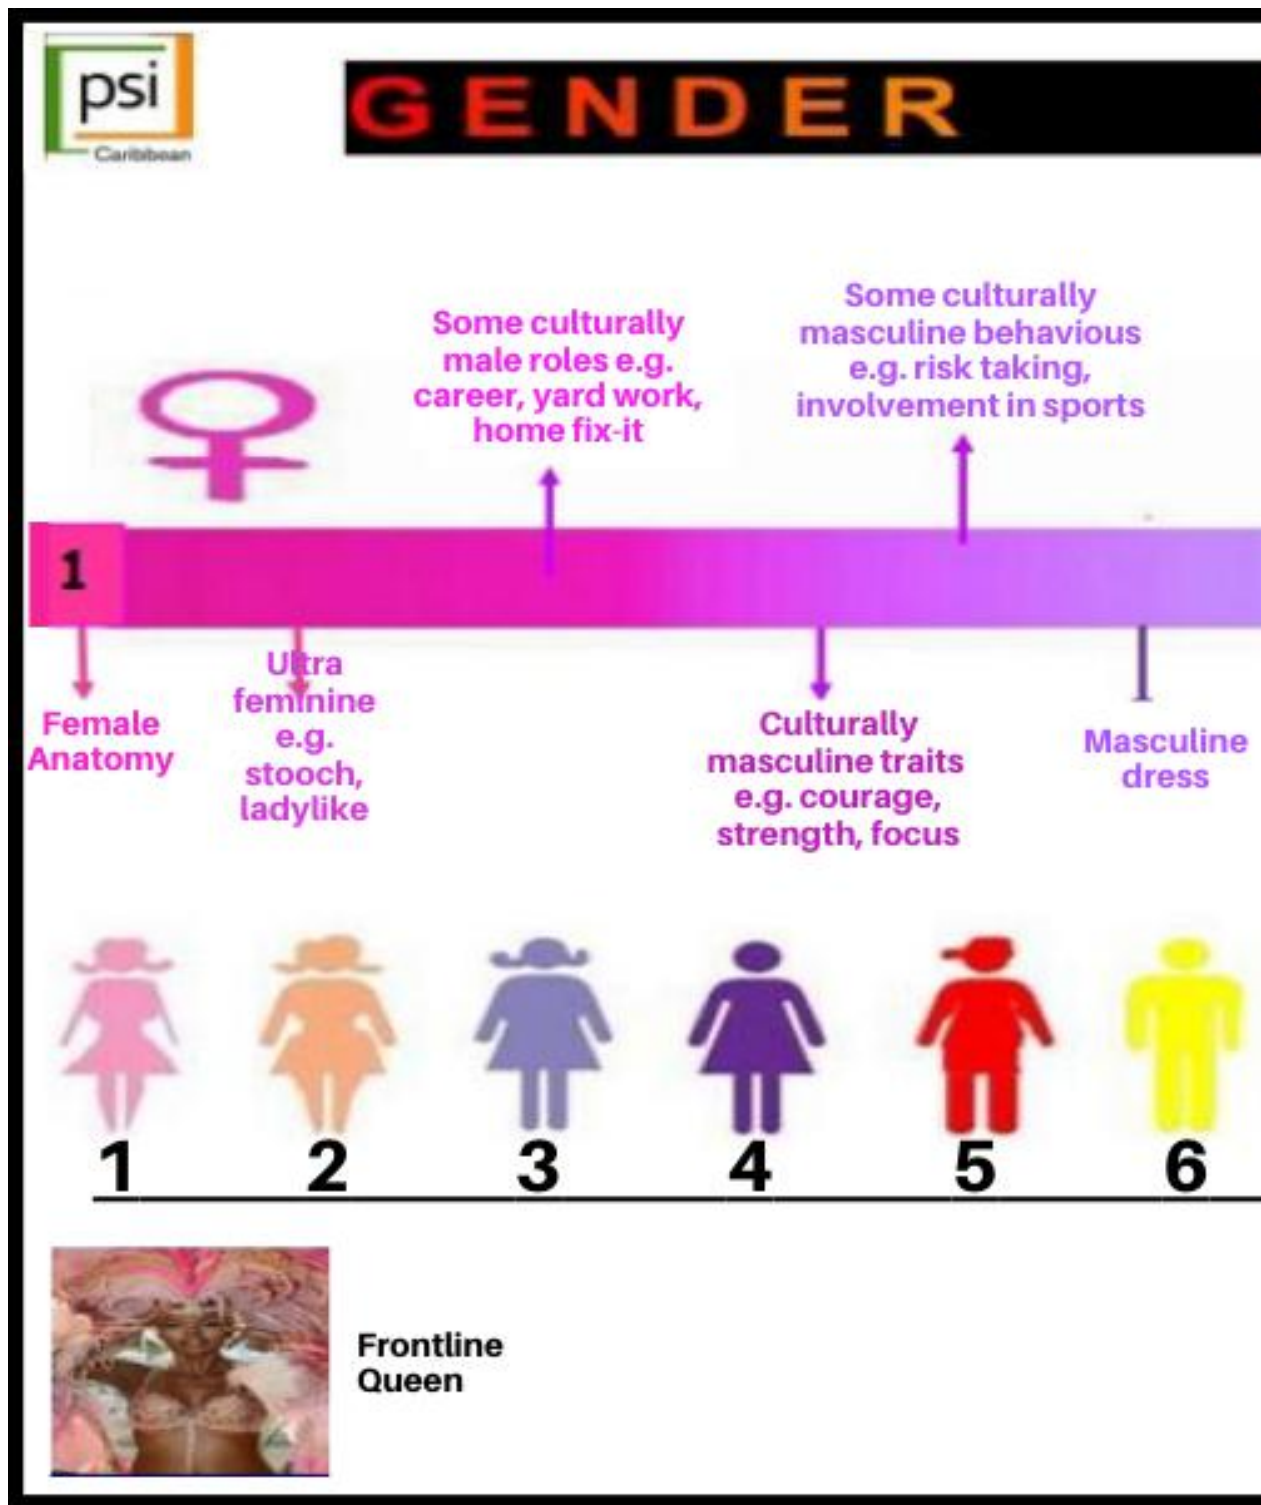 psi
Caribbean
GENDER
Some culturally
male roles e.g.
career, yard work,
home fix-it
Some culturally
masculine behavious
e.g. risk taking,
involvement in sports
1
Female
Anatomy
Ultra
feminine
e.g.
stooch,
ladylike
Culturally
masculine traits
e.g. courage,
strength, focus
Masculine
dress
1 2 3 4 5 6
Frontline
Queen